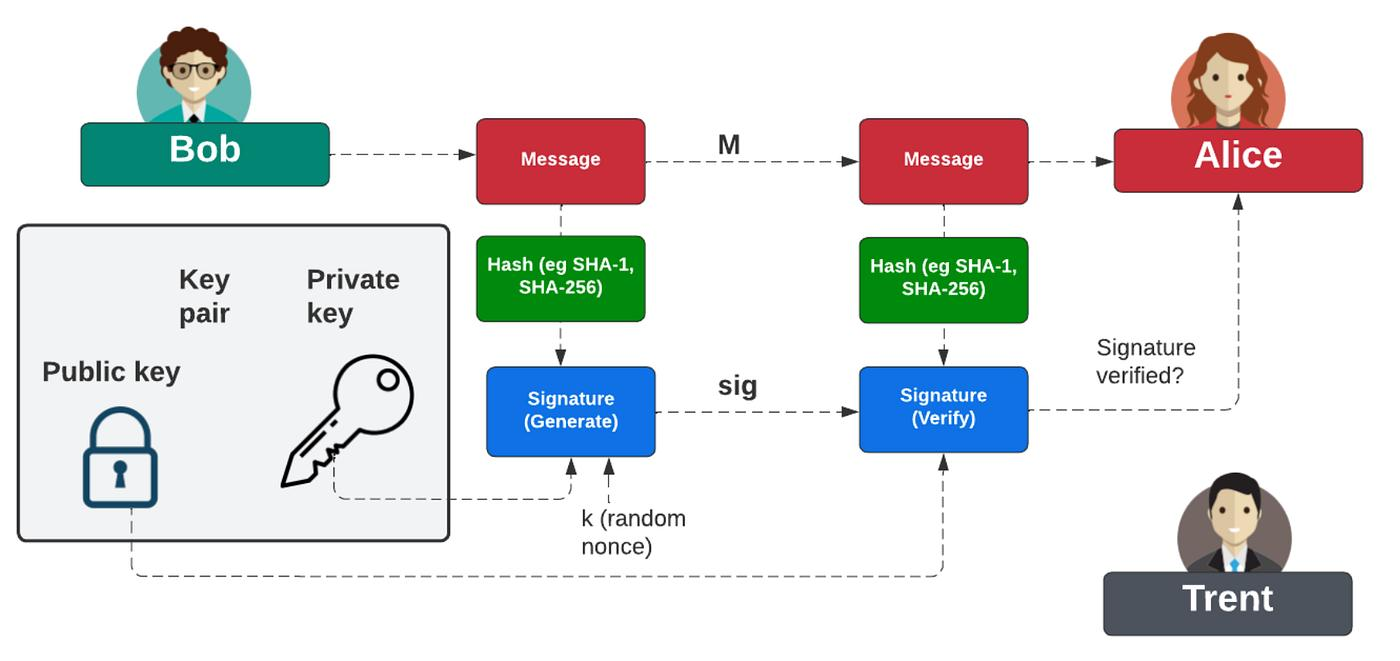 Bob
Message
M
Message
Alice
Key
pair
Private
key
Public key
Hash (eg SHA-1,
SHA-256)
Hash (eg SHA-1,
SHA-256)
Signature
(Generate)
sig
Signature
(Verify)
Signature
verified?
k (random
nonce)
Trent